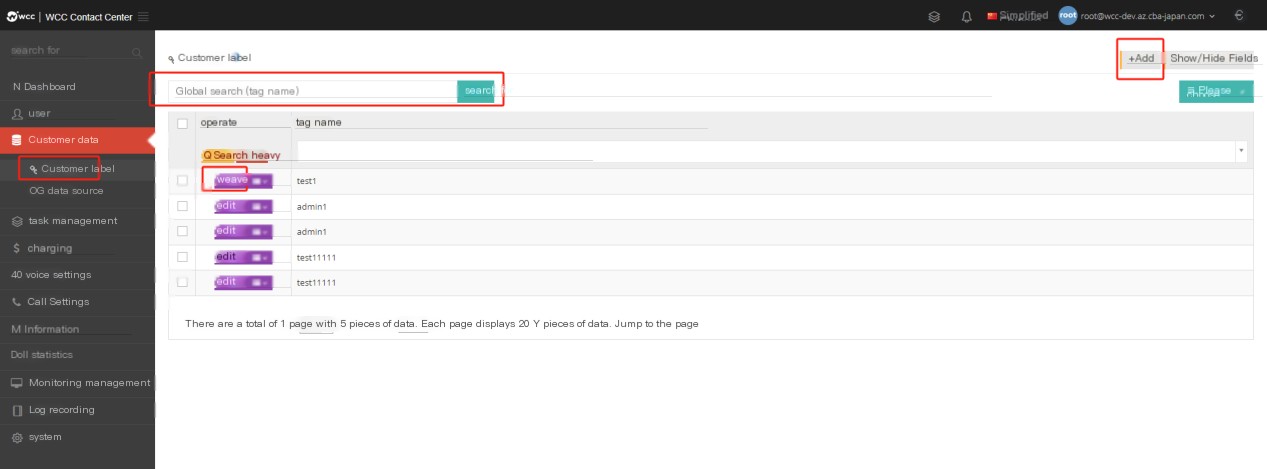 wcc | WCC Contact Center
Simplified
root root@wcc-dev.az.cba-japan.com
search for
N Dashboard
user
Customer data
Customer label
OG data source
task management
$ charging
40 voice settings
Call Settings
M Information
Doll statistics
Monitoring management
Log recording
system
Customer label
+Add Show/Hide Fields
Global search (tag name) search
Please
operate tag name
Q Search heavy
weave test1
edit admin1
edit admin1
edit test11111
edit test11111
There are a total of 1 page with 5 pieces of data. Each page displays 20 Y pieces of data. Jump to the page